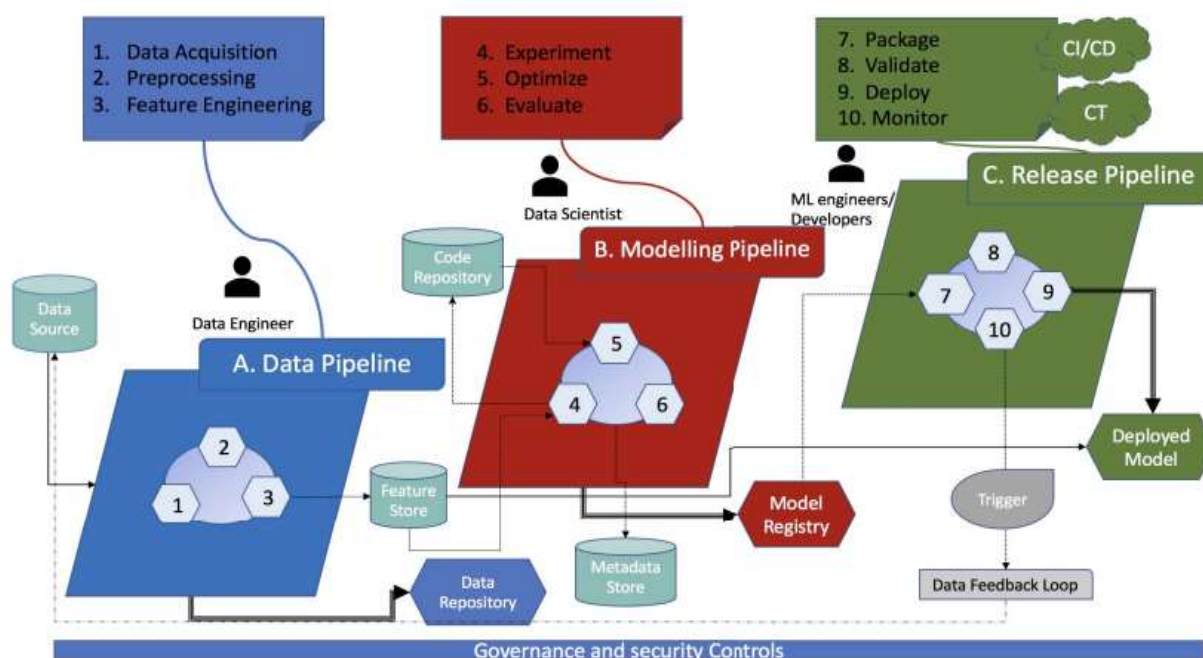 1. Data Acquisition
2. Preprocessing
3. Feature Engineering
4. Experiment
5. Optimize
6. Evaluate
7. Package
8. Validate
9. Deploy
10. Monitor
CI/CD
CT
Data Engineer
Data Scientist
ML engineers/
Developers
A. Data Pipeline
B. Modelling Pipeline
C. Release Pipeline
Data
Source
Code
Repository
1
2
3
4
5
6
7
8
9
10
Feature
Store
Data
Repository
Metadata
Store
Model
Registry
Deployed
Model
Trigger
Data Feedback Loop
Governance and security Controls